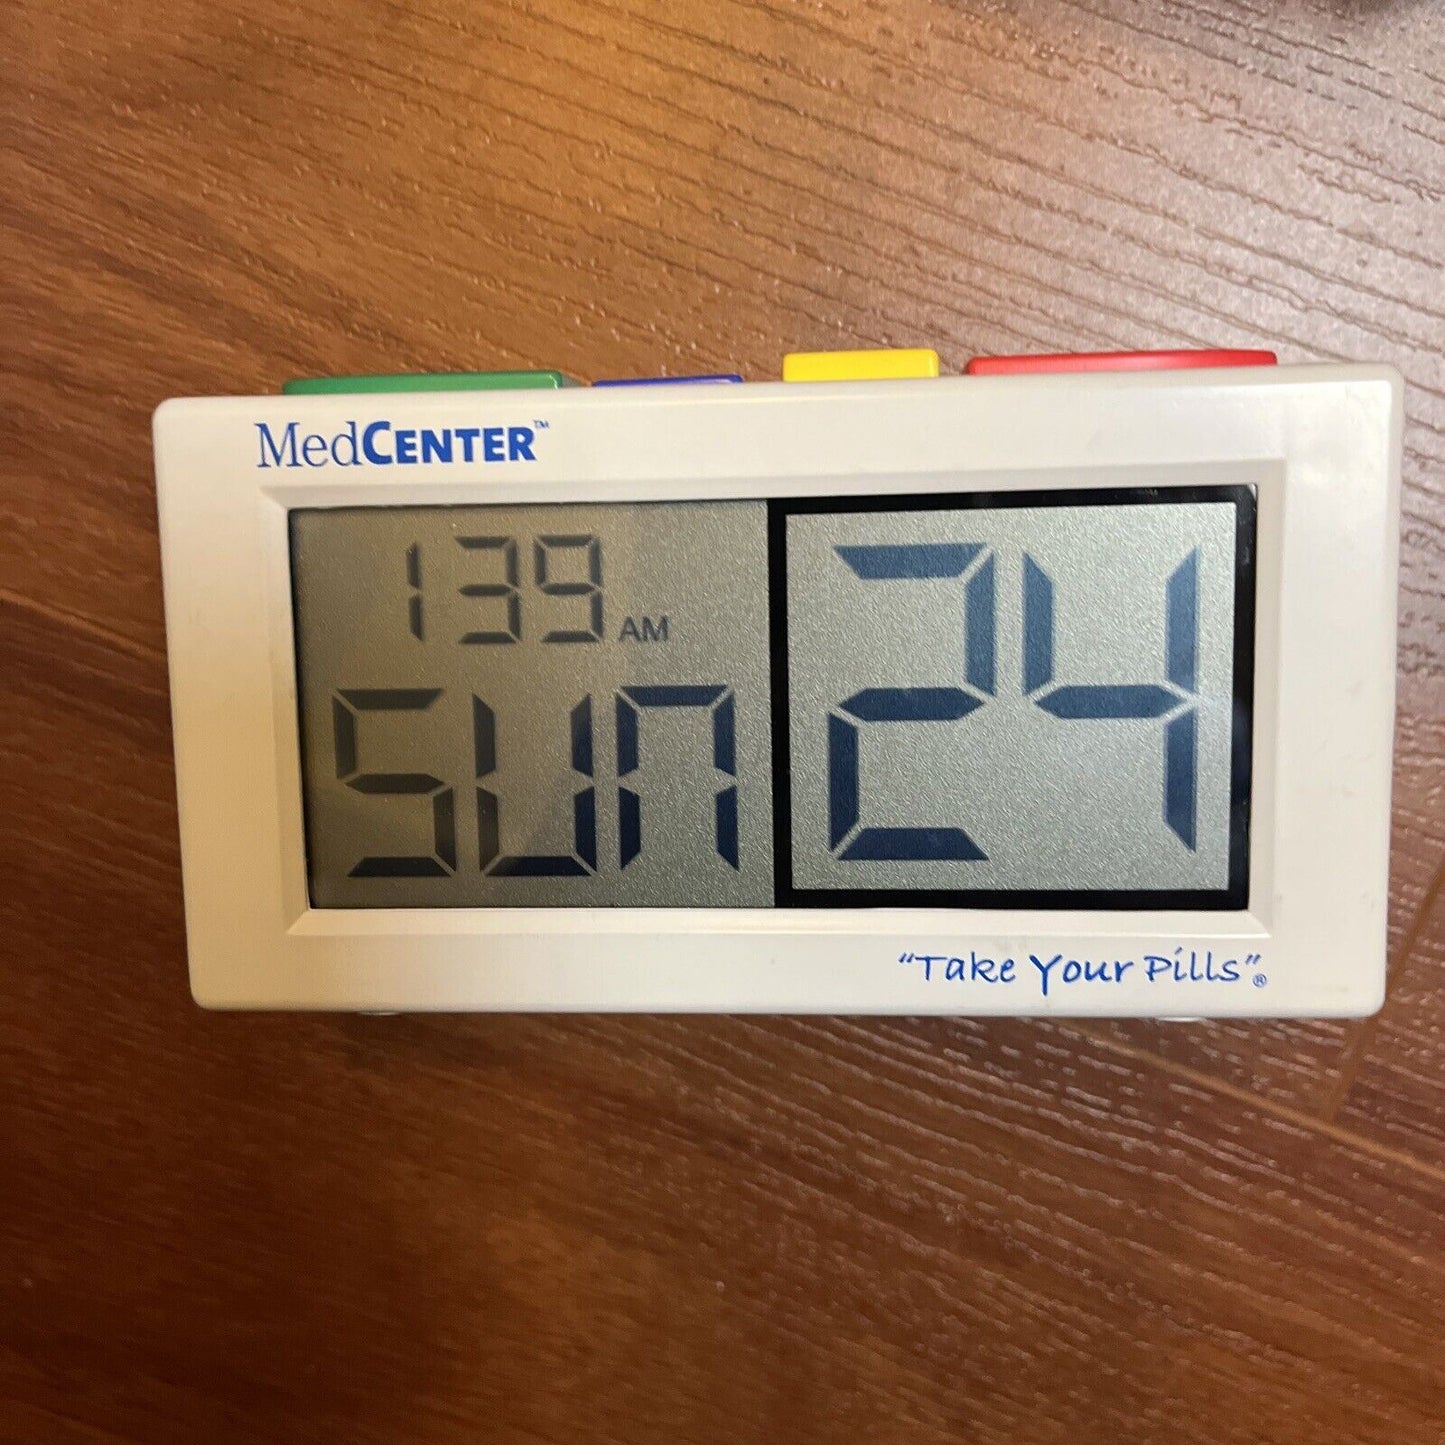 MedCENTER™
139 AM
SUN
24
"Take Your Pills"®